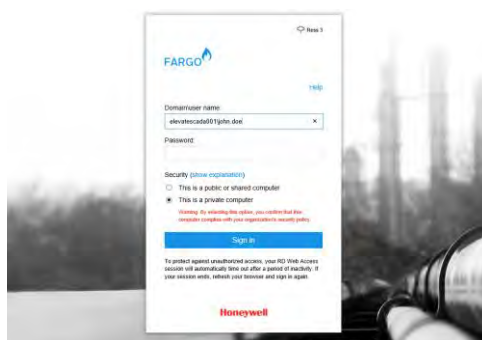 FARGO
Help
Domain\user name:
elevatescada001\john.doe
Password:
Security (show explanation)
This is a public or shared computer
This is a private computer
Warning: By selecting this option, you confirm that this
computer complies with your organization's security policy.
Sign in
To protect against unauthorized access, your RD Web Access
session will automatically time out after a period of inactivity. If
your session ends, refresh your browser and sign in again.
Honeywell